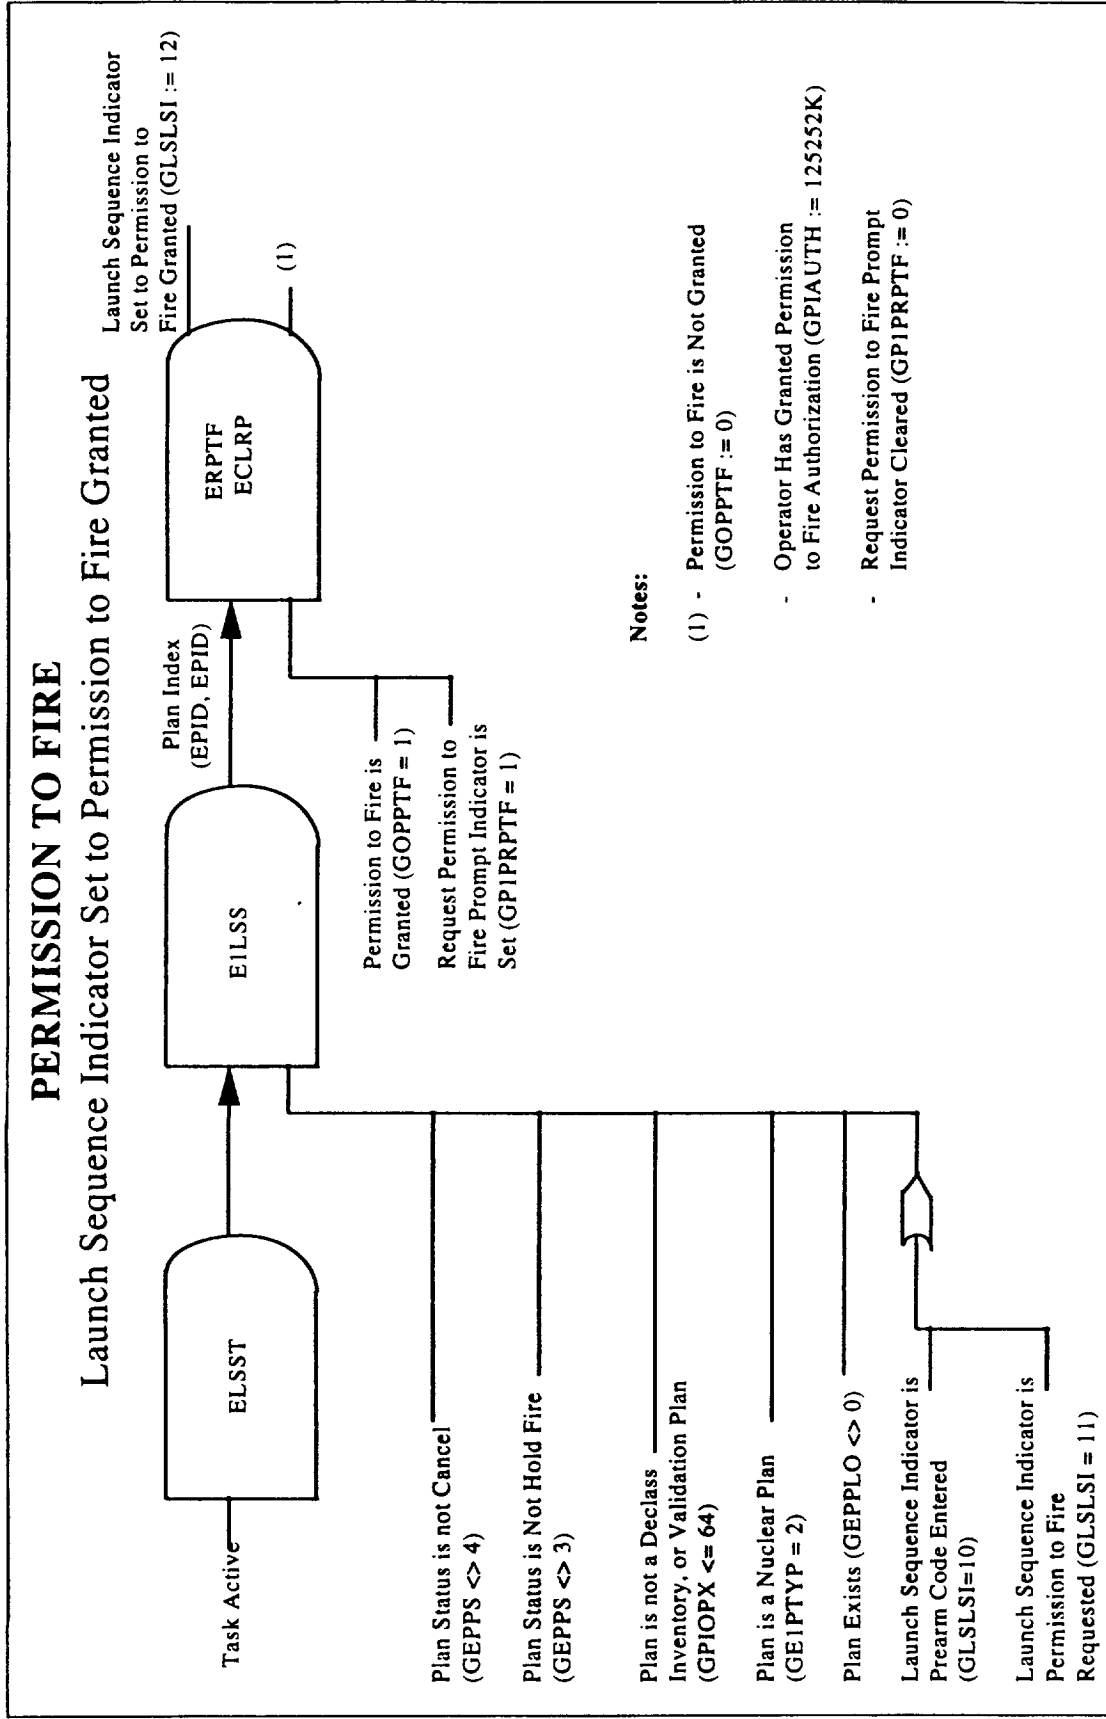 PERMISSION TO FIRE
Launch Sequence Indicator Set to Permission to Fire Granted
Task Active
ELSST
E1LSS
Plan Index
(EPID, EPID)
ERPTF
ECLRP
Launch Sequence Indicator
Set to Permission to
Fire Granted (GLSLSI := 12)
(1)
Plan Status is not Cancel
(GEPPS <> 4)
Plan Status is Not Hold Fire
(GEPPS <> 3)
Plan is not a Declass
Inventory, or Validation Plan
(GPIOPX <= 64)
Plan is a Nuclear Plan
(GE1PTYP = 2)
Plan Exists (GEPPLO <> 0)
Launch Sequence Indicator is
Prearm Code Entered
(GLSLSI=10)
Launch Sequence Indicator is
Permission to Fire
Requested (GLSLSI = 11)
Permission to Fire is
Granted (GOPPTF = 1)
Request Permission to
Fire Prompt Indicator is
Set (GP1PRPTF = 1)
Notes:
(1) - Permission to Fire is Not Granted
(GOPPTF := 0)
- Operator Has Granted Permission
to Fire Authorization (GPIAUTH := 125252K)
- Request Permission to Fire Prompt
Indicator Cleared (GP1PRPTF := 0)